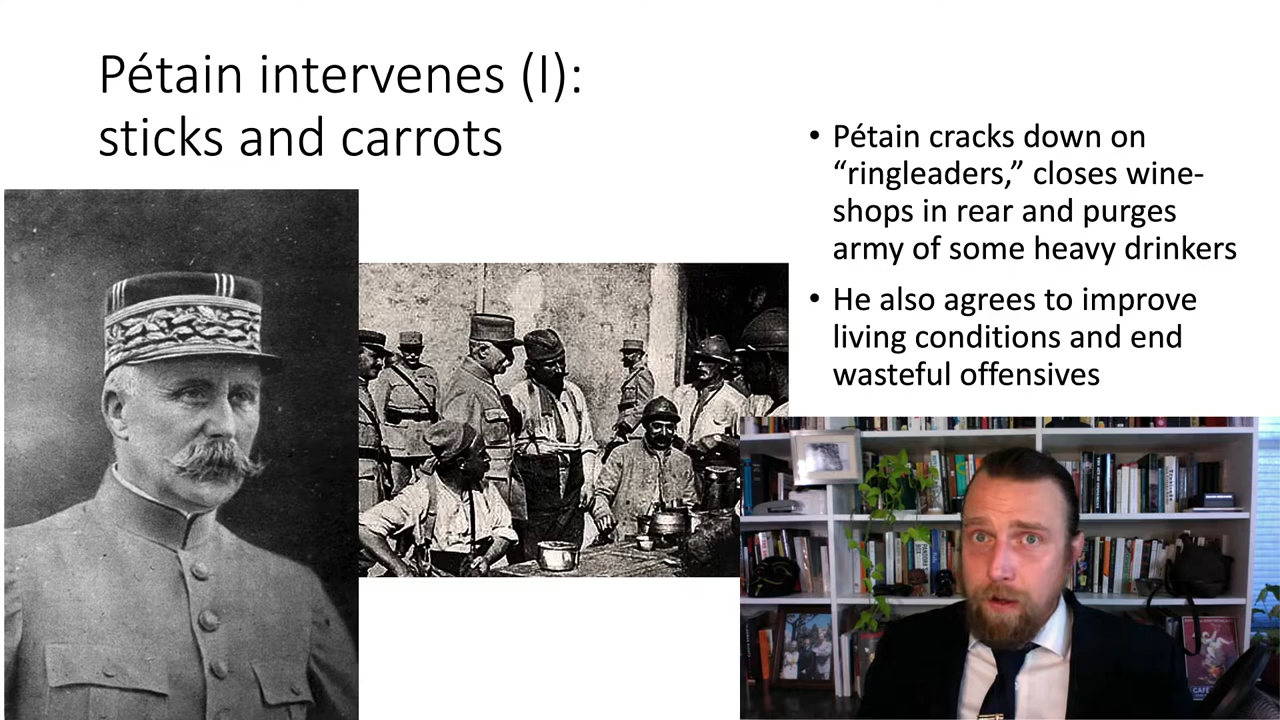 Pétain intervenes (I):
sticks and carrots
• Pétain cracks down on
“ringleaders,” closes wine-
shops in rear and purges
army of some heavy drinkers
• He also agrees to improve
living conditions and end
wasteful offensives
CAFÉ